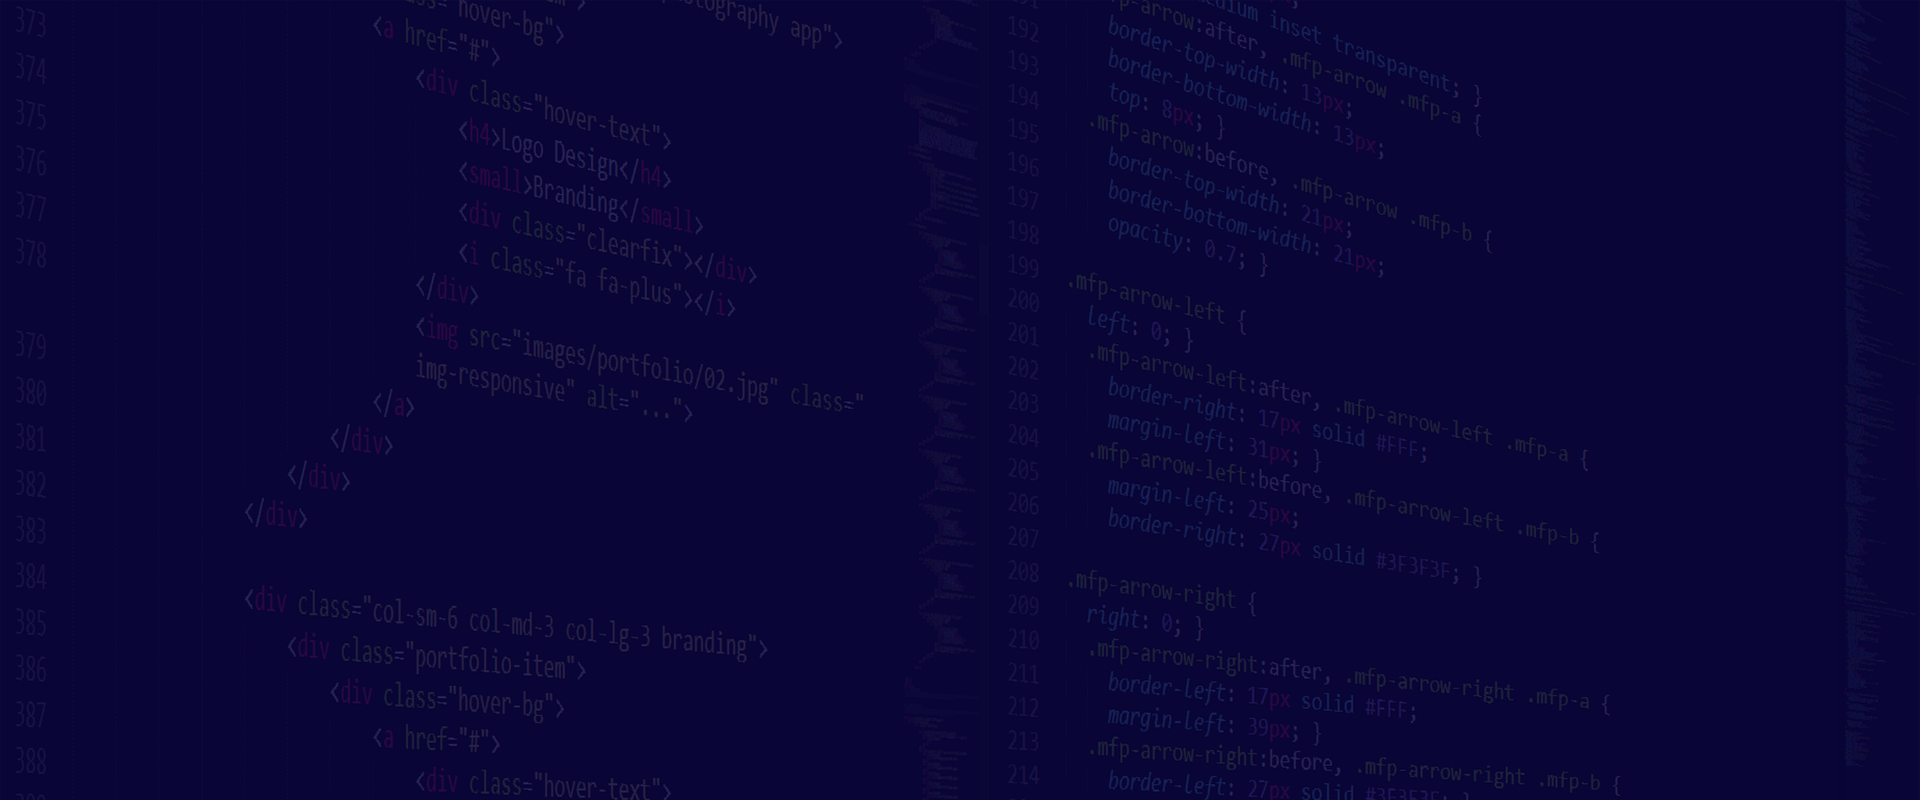 373
374
375
376
377
378
379
380
381
382
383
384
385
386
387
388
hover-bg">
<a href="#">
<div class="hover-text">
<h4>Logo Design</h4>
<small>Branding</small>
<div class="clearfix"></div>
<i class="fa fa-plus"></i>
</div>
<img src="images/portfolio/02.jpg" class="
img-responsive" alt="...">
</a>
</div>
</div>
</div>
<div class="col-sm-6 col-md-3 col-lg-3 branding">
<div class="portfolio-item">
<div class="hover-bg">
<a href="#">
<div class="hover-text">
app">
192
193
194
195
196
197
198
199
200
201
202
203
204
205
206
207
208
209
210
211
212
213
214
inset transparent; }
-arrow:after, .mfp-arrow .mfp-a {
border-top-width: 13px;
border-bottom-width: 13px;
top: 8px; }
.mfp-arrow:before, .mfp-arrow .mfp-b {
border-top-width: 21px;
border-bottom-width: 21px;
opacity: 0.7; }
.mfp-arrow-left {
left: 0; }
.mfp-arrow-left:after, .mfp-arrow-left .mfp-a {
border-right: 17px solid #FFF;
margin-left: 31px; }
.mfp-arrow-left:before, .mfp-arrow-left .mfp-b {
margin-left: 25px;
border-right: 27px solid #3F3F3F; }
.mfp-arrow-right {
right: 0; }
.mfp-arrow-right:after, .mfp-arrow-right .mfp-a {
border-left: 17px solid #FFF;
margin-left: 39px; }
.mfp-arrow-right:before, .mfp-arrow-right .mfp-b {
border-left: 27px solid #3F3F3F; }